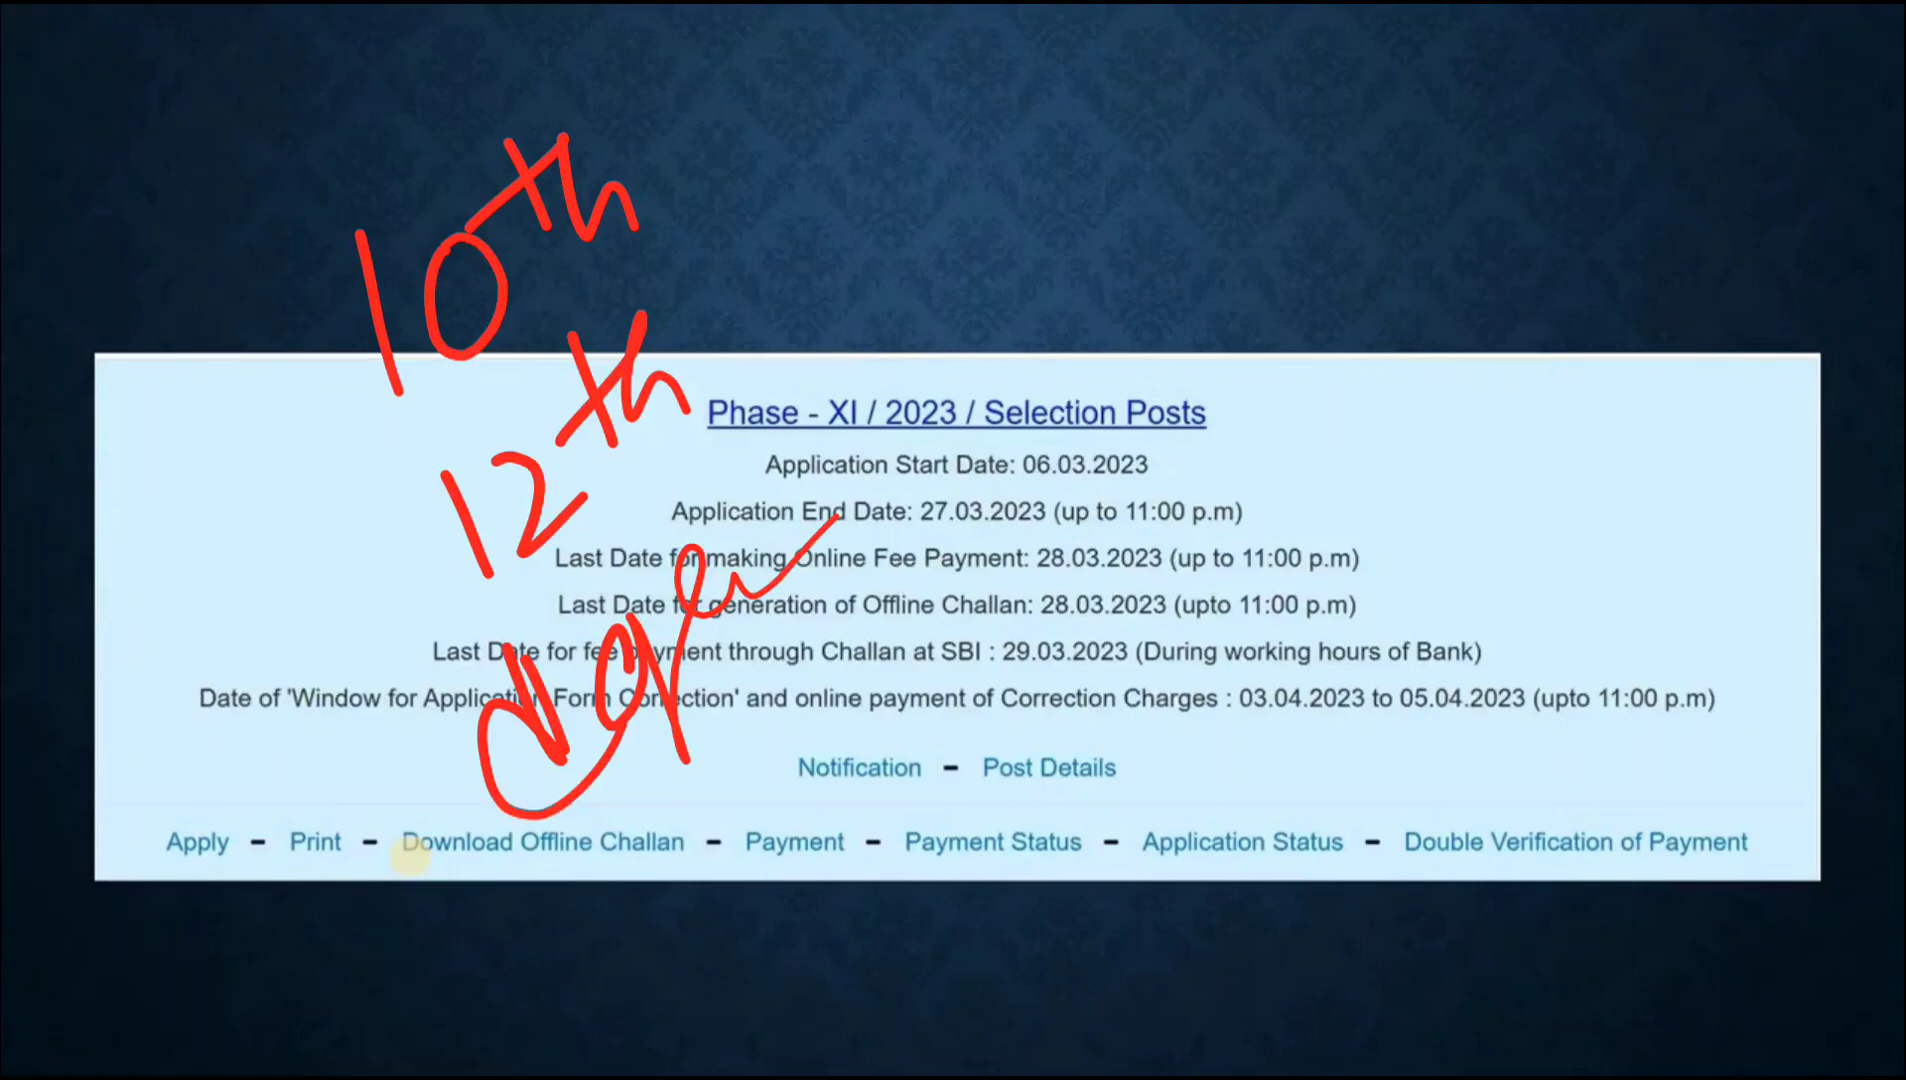 10th
12th
Phase - XI / 2023 / Selection Posts
Application Start Date: 06.03.2023
Application End Date: 27.03.2023 (up to 11:00 p.m)
Last Date for making Online Fee Payment: 28.03.2023 (up to 11:00 p.m)
Last Date for generation of Offline Challan: 28.03.2023 (upto 11:00 p.m)
Last Date for fee payment through Challan at SBI : 29.03.2023 (During working hours of Bank)
Date of 'Window for Application Form Correction' and online payment of Correction Charges : 03.04.2023 to 05.04.2023 (upto 11:00 p.m)
Notification – Post Details
Apply – Print – Download Offline Challan – Payment – Payment Status – Application Status – Double Verification of Payment